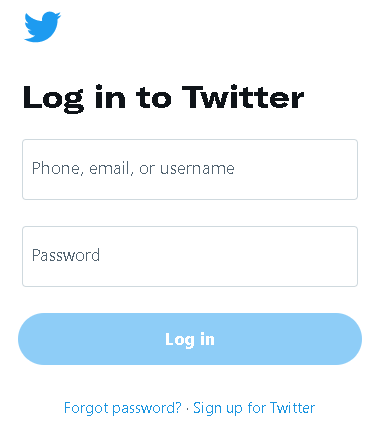 Log in to Twitter
Phone, email, or username
Password
Log in
Forgot password? · Sign up for Twitter